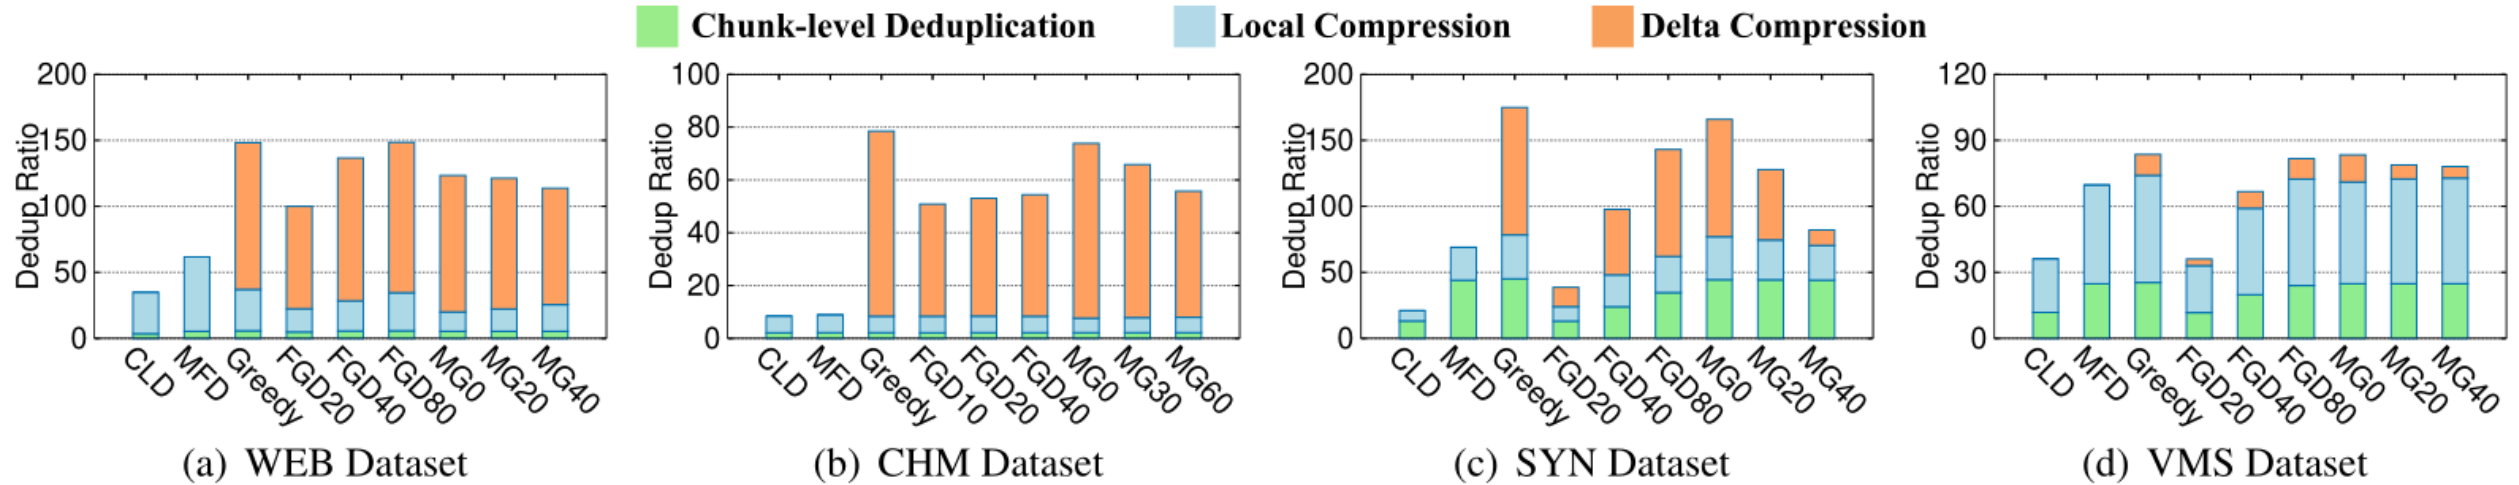 Chunk-level Deduplication Local Compression Delta Compression
200
150
100
50
0
Dedup Ratio
CLD
MFD
Greedy
FGD20
FGD40
FGD80
MG0
MG20
MG40
(a) WEB Dataset
100
80
60
40
20
0
Dedup Ratio
CLD
MFD
Greedy
FGD10
FGD20
FGD40
MG0
MG30
MG60
(b) CHM Dataset
200
150
100
50
0
Dedup Ratio
CLD
MFD
Greedy
FGD20
FGD40
FGD80
MG0
MG20
MG40
(c) SYN Dataset
120
90
60
30
0
Dedup Ratio
CLD
MFD
Greedy
FGD20
FGD40
FGD80
MG0
MG20
MG40
(d) VMS Dataset